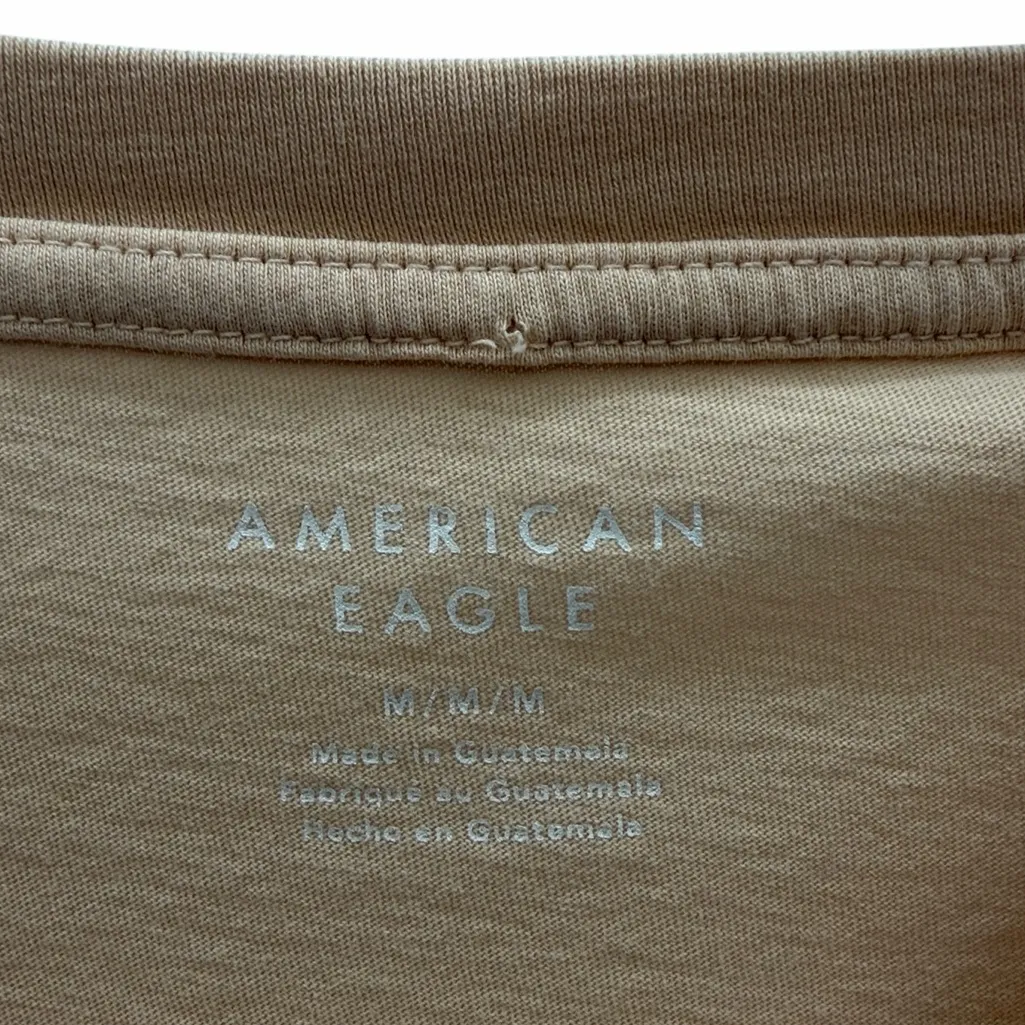 AMERICAN
EAGLE
M/M/M
Made in Guatemala
Fabriqué au Guatemala
Hecho en Guatemala